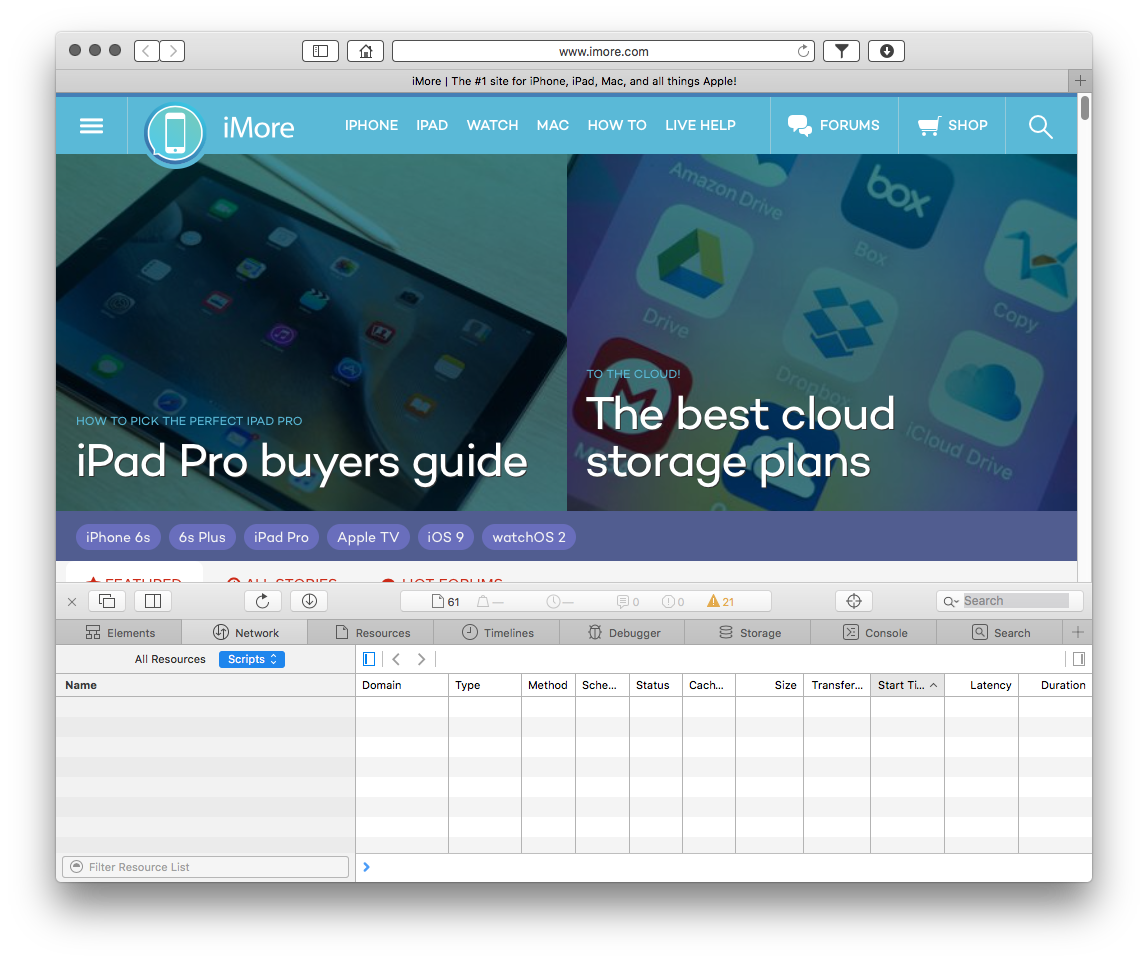 www.imore.com
iMore | The #1 site for iPhone, iPad, Mac, and all things Apple!
iMore
IPHONE IPAD WATCH MAC HOW TO LIVE HELP FORUMS SHOP
Amazon Drive
box
Box
Drive
Copy
Dropbox
iCloud Drive
HOW TO PICK THE PERFECT IPAD PRO
iPad Pro buyers guide
TO THE CLOUD!
The best cloud
storage plans
iPhone 6s 6s Plus iPad Pro Apple TV iOS 9 watchOS 2
FEATURED ALL STORIES HOT FORUMS
61 — — 0 0 21 Search
Elements Network Resources Timelines Debugger Storage Console Search
All Resources Scripts
Name Domain Type Method Sche... Status Cach... Size Transfer... Start Ti... Latency Duration
Filter Resource List